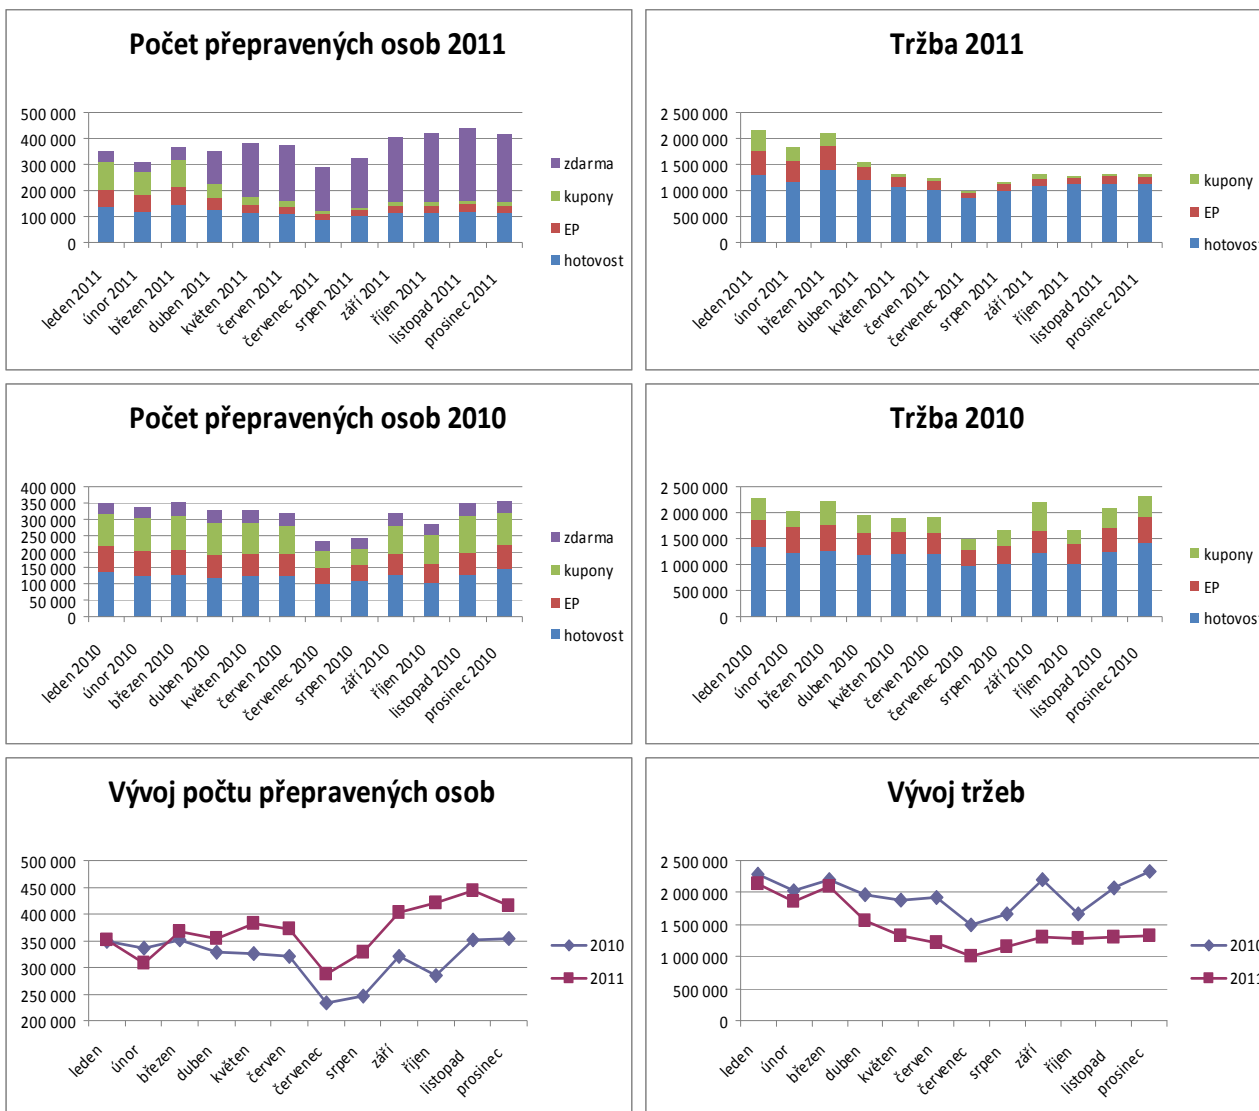 Počet přepravených osob 2011
500 000
400 000
300 000
200 000
100 000
0
zdarma
kupony
EP
hotovost
leden 2011
únor 2011
březen 2011
duben 2011
květen 2011
červen 2011
červenec 2011
srpen 2011
září 2011
říjen 2011
listopad 2011
prosinec 2011
Tržba 2011
2 500 000
2 000 000
1 500 000
1 000 000
500 000
0
kupony
EP
hotovost
leden 2011
únor 2011
březen 2011
duben 2011
květen 2011
červen 2011
červenec 2011
srpen 2011
září 2011
říjen 2011
listopad 2011
prosinec 2011
Počet přepravených osob 2010
400 000
350 000
300 000
250 000
200 000
150 000
100 000
50 000
0
zdarma
kupony
EP
hotovost
leden 2010
únor 2010
březen 2010
duben 2010
květen 2010
červen 2010
červenec 2010
srpen 2010
září 2010
říjen 2010
listopad 2010
prosinec 2010
Tržba 2010
2 500 000
2 000 000
1 500 000
1 000 000
500 000
0
kupony
EP
hotovost
leden 2010
únor 2010
březen 2010
duben 2010
květen 2010
červen 2010
červenec 2010
srpen 2010
září 2010
říjen 2010
listopad 2010
prosinec 2010
Vývoj počtu přepravených osob
500 000
450 000
400 000
350 000
300 000
250 000
200 000
2010
2011
leden
únor
březen
duben
květen
červen
červenec
srpen
září
říjen
listopad
prosinec
Vývoj tržeb
2 500 000
2 000 000
1 500 000
1 000 000
500 000
0
2010
2011
leden
únor
březen
duben
květen
červen
červenec
srpen
září
říjen
listopad
prosinec